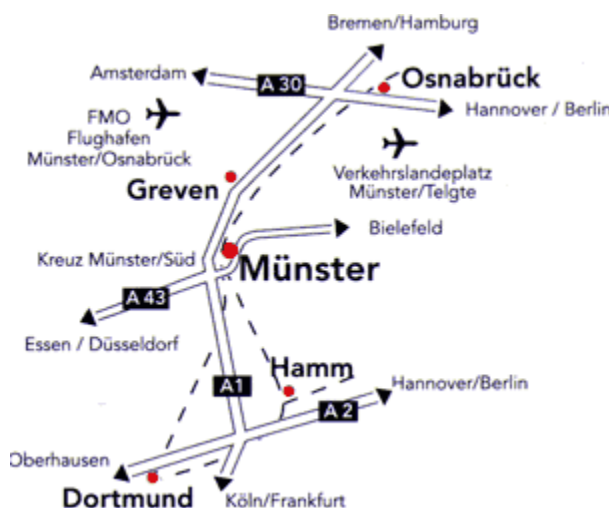 Bremen/Hamburg
Amsterdam
A 30
Osnabrück
Hannover / Berlin
FMO
Flughafen
Münster/Osnabrück
Verkehrslandeplatz
Münster/Telgte
Greven
Bielefeld
Kreuz Münster/Süd
Münster
A 43
Essen / Düsseldorf
Hamm
A1
Hannover/Berlin
A 2
Oberhausen
Dortmund
Köln/Frankfurt